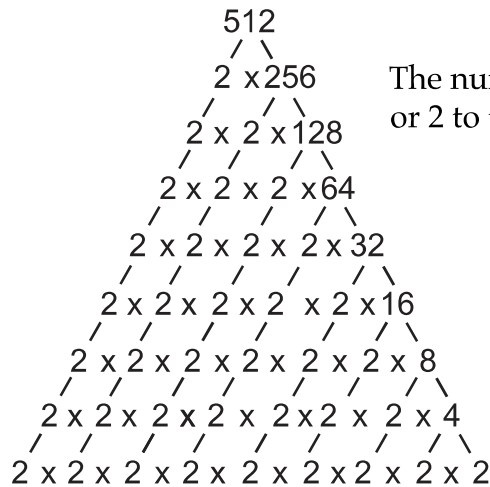 512
2 x 256
The
or 2 to
2 x 2 x 128
2 x 2 x 2 x 64
2 x 2 x 2 x 2 x 32
2 x 2 x 2 x 2 x 2 x 16
2 x 2 x 2 x 2 x 2 x 2 x 8
2 x 2 x 2 x 2 x 2 x 2 x 2 x 4
2 x 2 x 2 x 2 x 2 x 2 x 2 x 2 x 2